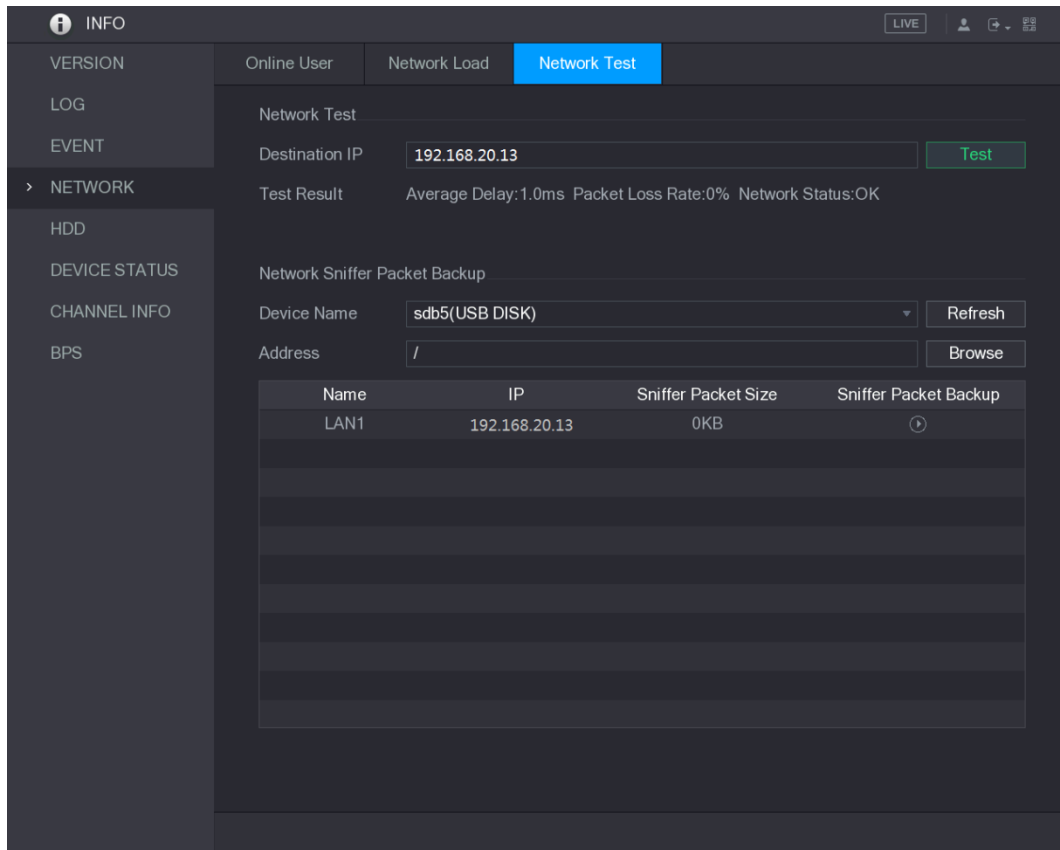 INFO LIVE
VERSION
LOG
EVENT
NETWORK
HDD
DEVICE STATUS
CHANNEL INFO
BPS
Online User Network Load Network Test
Network Test
Destination IP 192.168.20.13 Test
Test Result Average Delay:1.0ms Packet Loss Rate:0% Network Status:OK
Network Sniffer Packet Backup
Device Name sdb5(USB DISK) Refresh
Address / Browse
Name IP Sniffer Packet Size Sniffer Packet Backup
LAN1 192.168.20.13 0KB